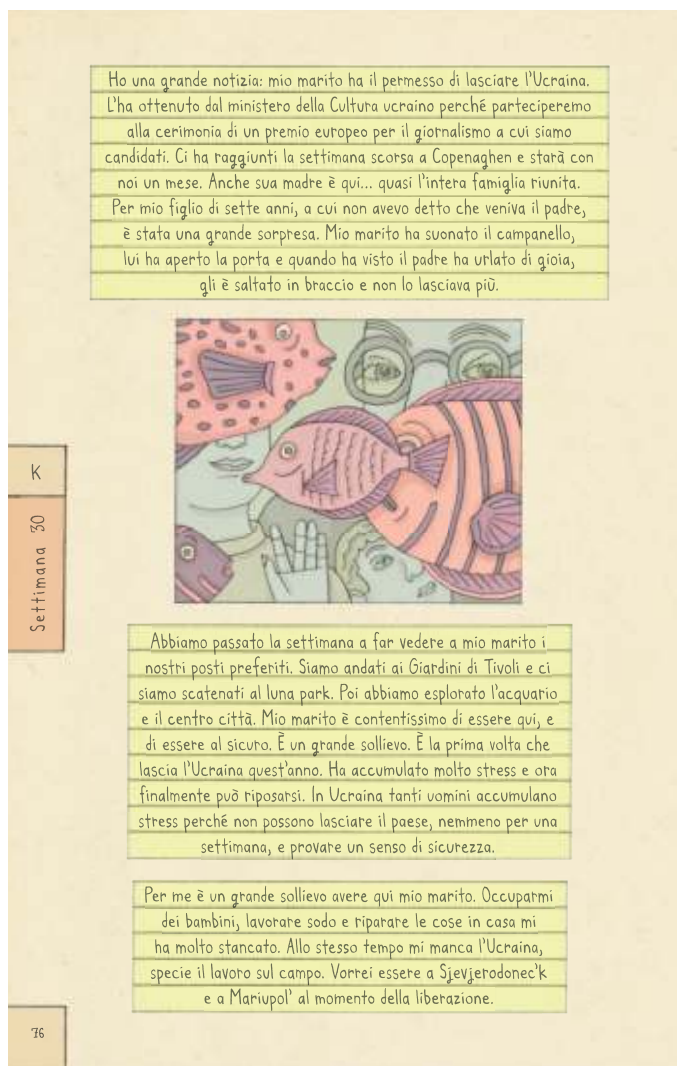 Ho una grande notizia: mio marito ha il permesso di lasciare l'Ucraina.
L'ha ottenuto dal ministero della Cultura ucraino perché parteciperemo
alla cerimonia di un premio europeo per il giornalismo a cui siamo
candidati. Ci ha raggiunti la settimana scorsa a Copenaghen e starà con
noi un mese. Anche sua madre è qui... quasi l'intera famiglia riunita.
Per mio figlio di sette anni, a cui non avevo detto che veniva il padre,
è stata una grande sorpresa. Mio marito ha suonato il campanello,
lui ha aperto la porta e quando ha visto il padre ha urlato di gioia,
gli è saltato in braccio e non lo lasciava più.
K
Settimana 30
Abbiamo passato la settimana a far vedere a mio marito i
nostri posti preferiti. Siamo andati ai Giardini di Tivoli e ci
siamo scatenati al luna park. Poi abbiamo esplorato l'acquario
e il centro città. Mio marito è contentissimo di essere qui, e
di essere al sicuro. È un grande sollievo. È la prima volta che
lascia l'Ucraina quest'anno. Ha accumulato molto stress e ora
finalmente può riposarsi. In Ucraina tanti uomini accumulano
stress perché non possono lasciare il paese, nemmeno per una
settimana, e provare un senso di sicurezza.
Per me è un grande sollievo avere qui mio marito. Occuparmi
dei bambini, lavorare sodo e riparare le cose in casa mi
ha molto stancato. Allo stesso tempo mi manca l'Ucraina,
specie il lavoro sul campo. Vorrei essere a Sjevjerodonec'k
e a Mariupol' al momento della liberazione.
76